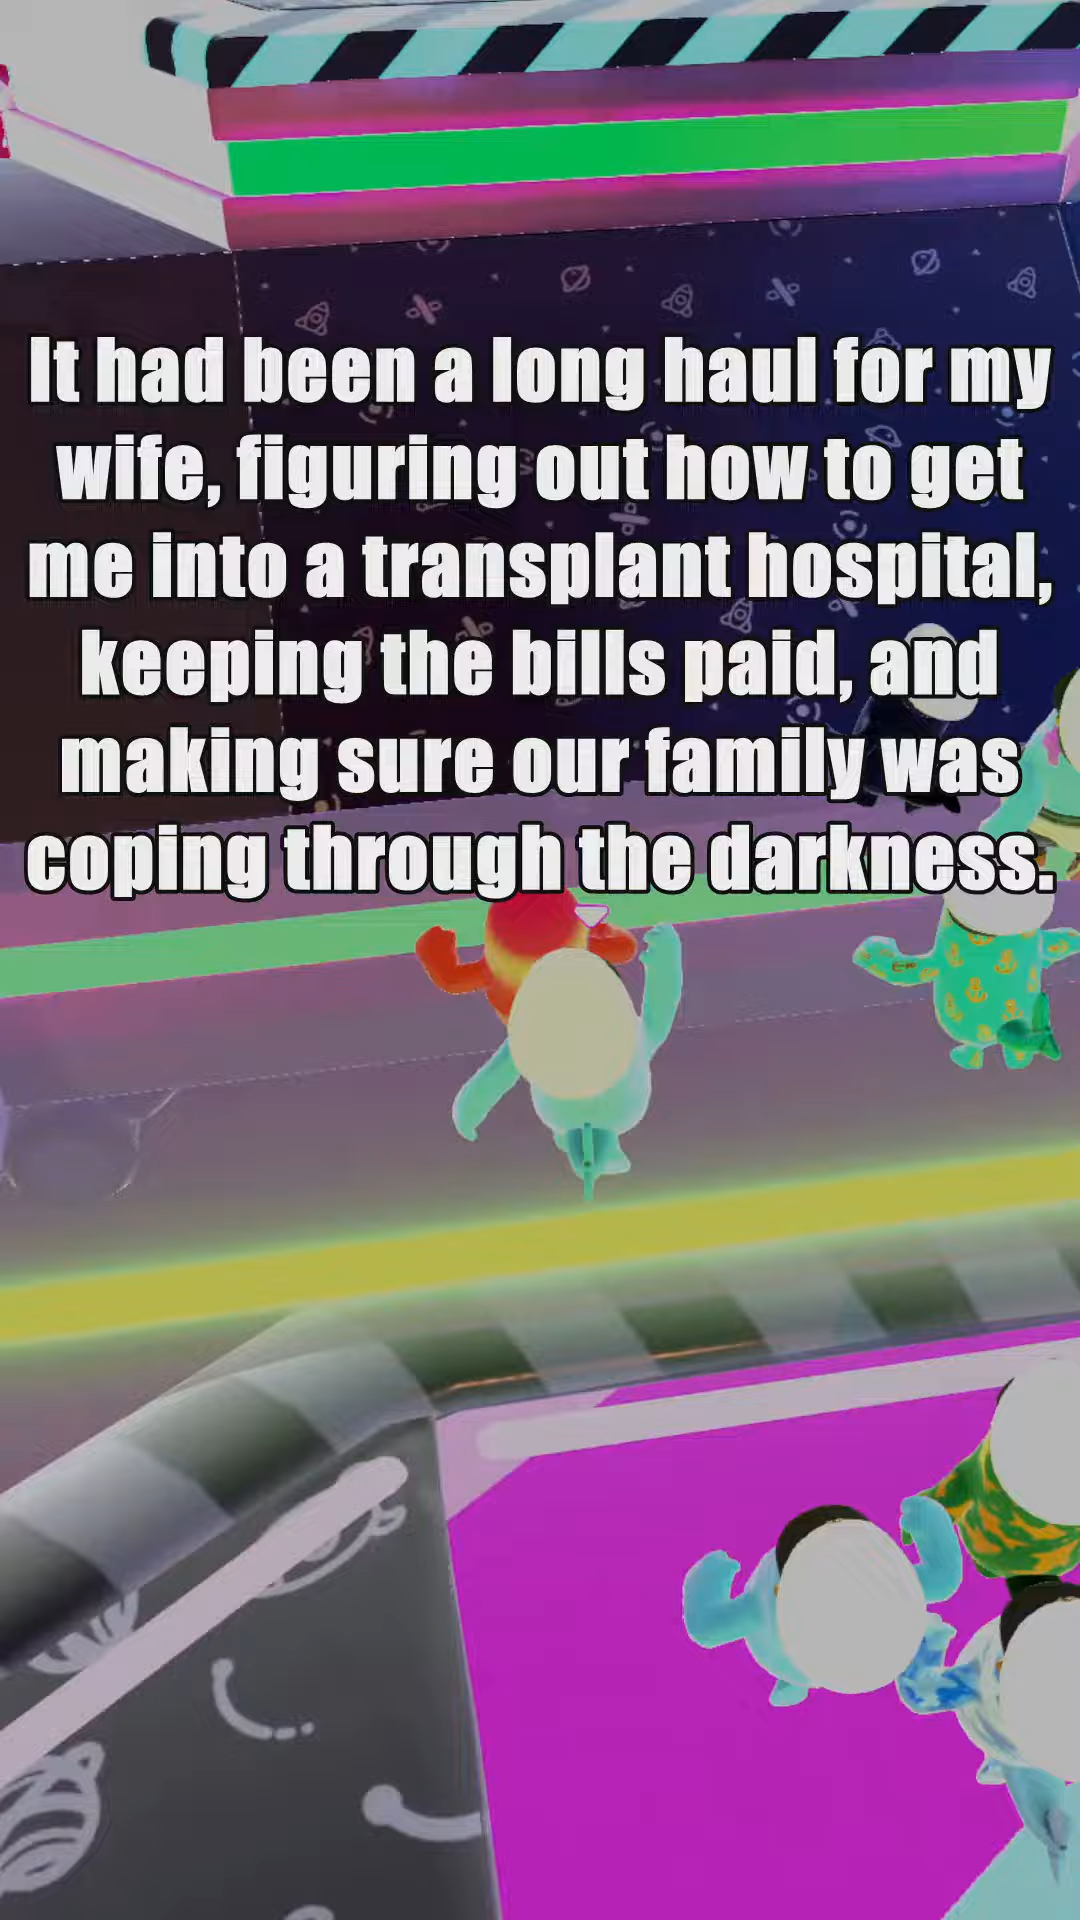 It had been a long haul for my
wife, figuring out how to get
me into a transplant hospital,
keeping the bills paid, and
making sure our family was
coping through the darkness.